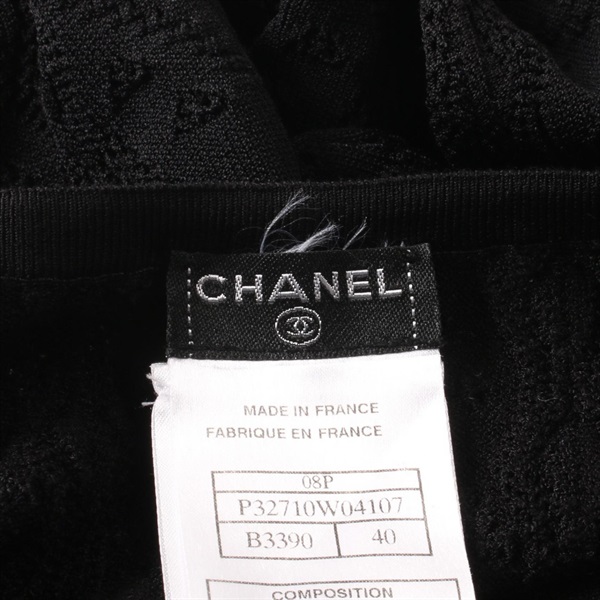 CHANEL
MADE IN FRANCE
FABRIQUE EN FRANCE
08P
P32710W04107
B3390 40
COMPOSITION